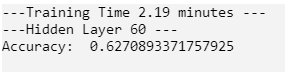 ---Training Time 2.19 minutes ---
---Hidden Layer 60 ---
Accuracy:  0.6270893371757925